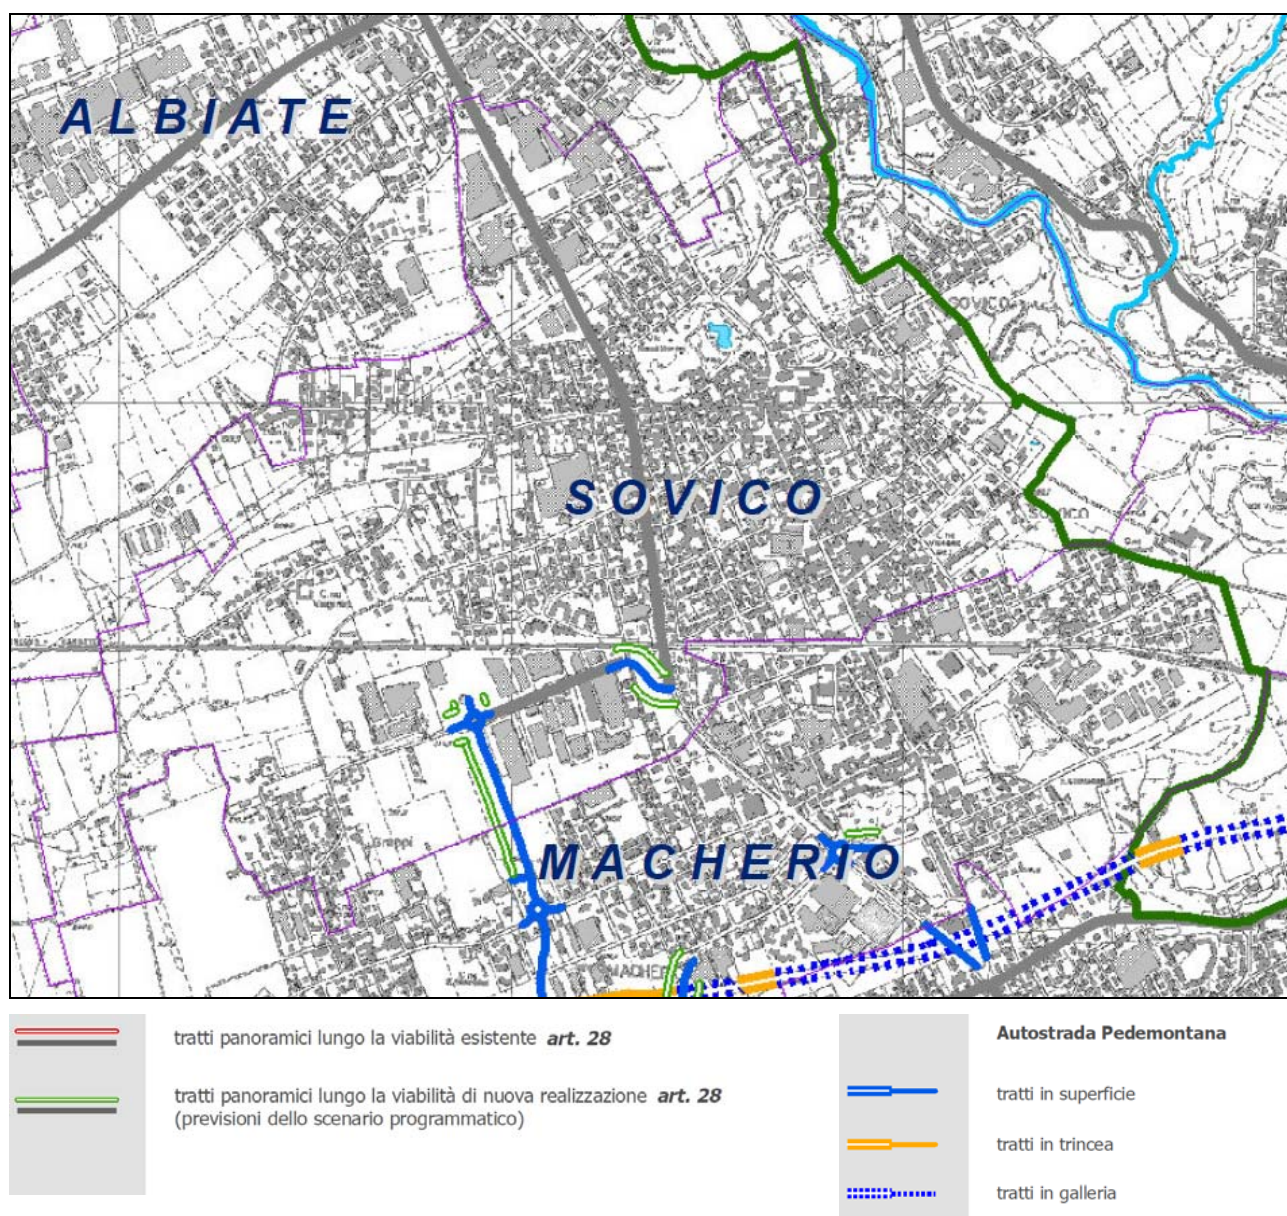 ALBIATE
SOVICO
SOVICO
MACHERIO
tratti panoramici lungo la viabilità esistente art. 28
tratti panoramici lungo la viabilità di nuova realizzazione art. 28
(previsioni dello scenario programmatico)
Autostrada Pedemontana
tratti in superficie
tratti in trincea
tratti in galleria